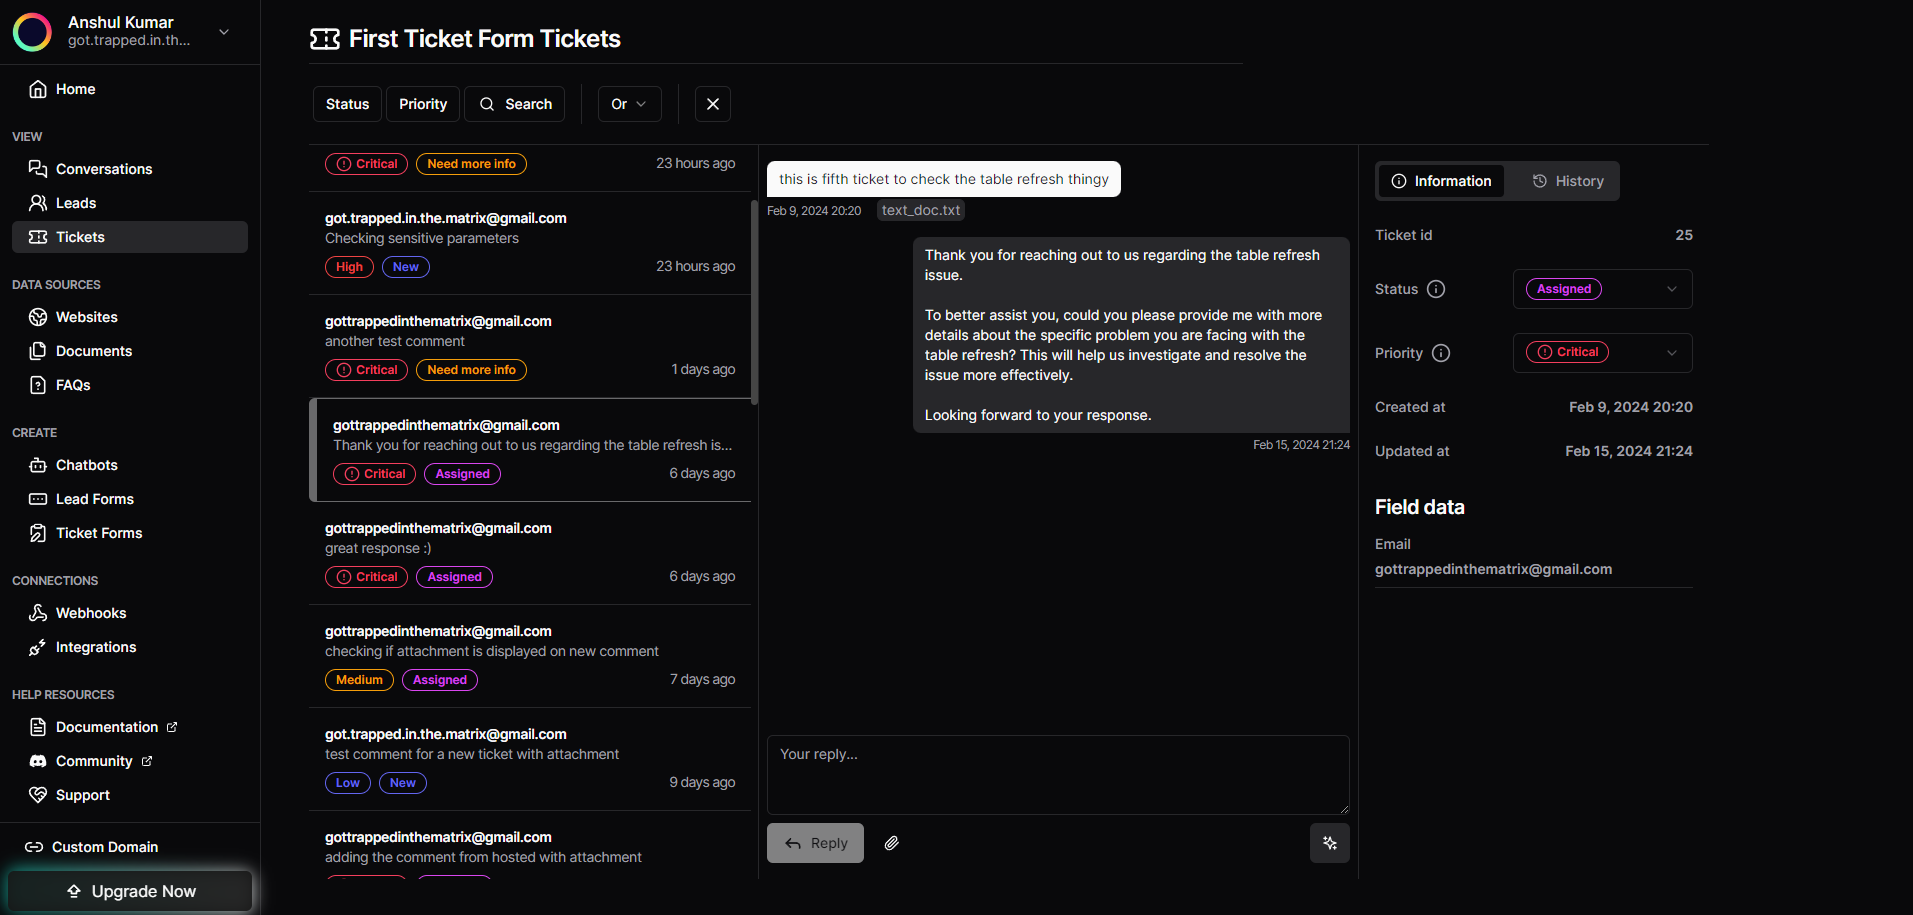 Anshul Kumar
got.trapped.in.th...
Home
VIEW
Conversations
Leads
Tickets
DATA SOURCES
Websites
Documents
FAQs
CREATE
Chatbots
Lead Forms
Ticket Forms
CONNECTIONS
Webhooks
Integrations
HELP RESOURCES
Documentation
Community
Support
Custom Domain
Upgrade Now
First Ticket Form Tickets
Status Priority Search Or
Critical Need more info 23 hours ago
got.trapped.in.the.matrix@gmail.com
Checking sensitive parameters
High New 23 hours ago
gottrappedinthematrix@gmail.com
another test comment
Critical Need more info 1 days ago
gottrappedinthematrix@gmail.com
Thank you for reaching out to us regarding the table refresh is...
Critical Assigned 6 days ago
gottrappedinthematrix@gmail.com
great response :)
Critical Assigned 6 days ago
gottrappedinthematrix@gmail.com
checking if attachment is displayed on new comment
Medium Assigned 7 days ago
got.trapped.in.the.matrix@gmail.com
test comment for a new ticket with attachment
Low New 9 days ago
gottrappedinthematrix@gmail.com
adding the comment from hosted with attachment
this is fifth ticket to check the table refresh thingy
Feb 9, 2024 20:20 text_doc.txt
Thank you for reaching out to us regarding the table refresh
issue.
To better assist you, could you please provide me with more
details about the specific problem you are facing with the
table refresh? This will help us investigate and resolve the
issue more effectively.
Looking forward to your response.
Feb 15, 2024 21:24
Your reply...
Reply
Information History
Ticket id 25
Status Assigned
Priority Critical
Created at Feb 9, 2024 20:20
Updated at Feb 15, 2024 21:24
Field data
Email
gottrappedinthematrix@gmail.com